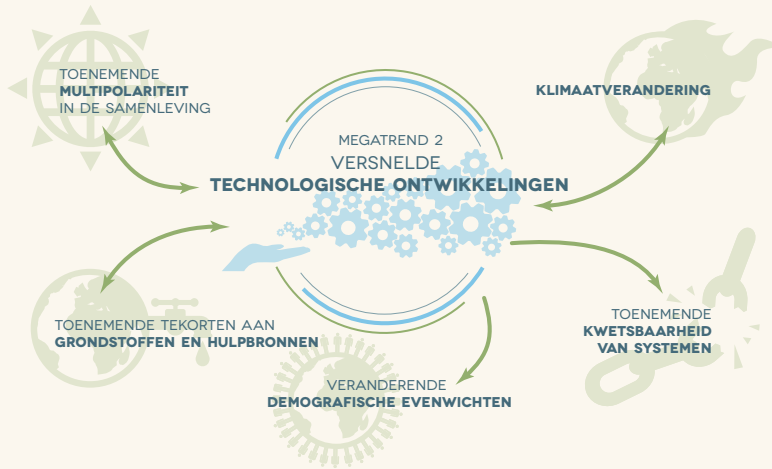 TOENEMENDE
MULTIPOLARITEIT
IN DE SAMENLEVING
KLIMAATVERANDERING
MEGATREND 2
VERSNELDE
TECHNOLOGISCHE ONTWIKKELINGEN
TOENEMENDE TEKORTEN AAN
GRONDSTOFFEN EN HULPBRONNEN
TOENEMENDE
KWETSBAARHEID
VAN SYSTEMEN
VERANDERENDE
DEMOGRAFISCHE EVENWICHTEN